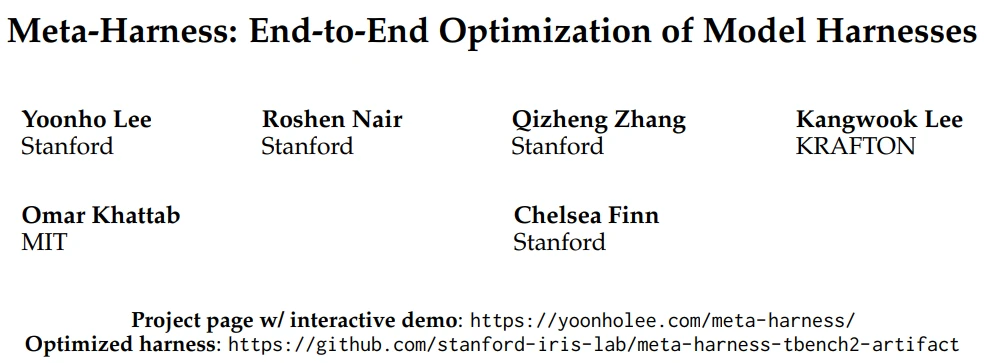 Meta-Harness: End-to-End Optimization of Model Harnesses
Yoonho Lee Roshen Nair Qizheng Zhang Kangwook Lee
Stanford Stanford Stanford KRAFTON
Omar Khattab Chelsea Finn
MIT Stanford
Project page w/ interactive demo: https://yoonholee.com/meta-harness/
Optimized harness: https://github.com/stanford-iris-lab/meta-harness-tbench2-artifact